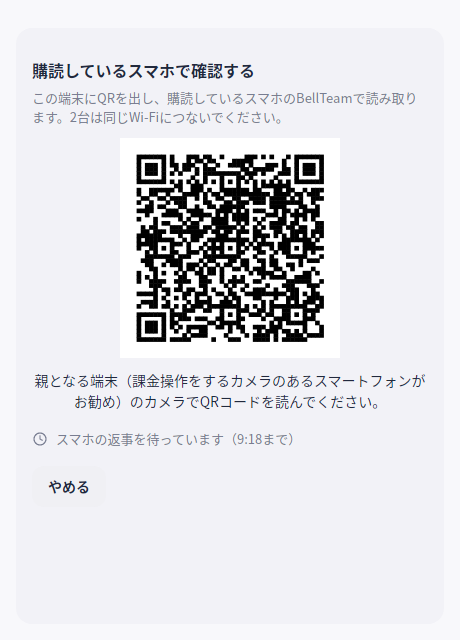 購読しているスマホで確認する
この端末にQRを出し、購読しているスマホのBellTeamで読み取り
ます。2台は同じWi-Fiにつないでください。
親となる端末（課金操作をするカメラのあるスマートフォンが
お勧め）のカメラでQRコードを読んでください。
スマホの返事を待っています（9:18まで）
やめる